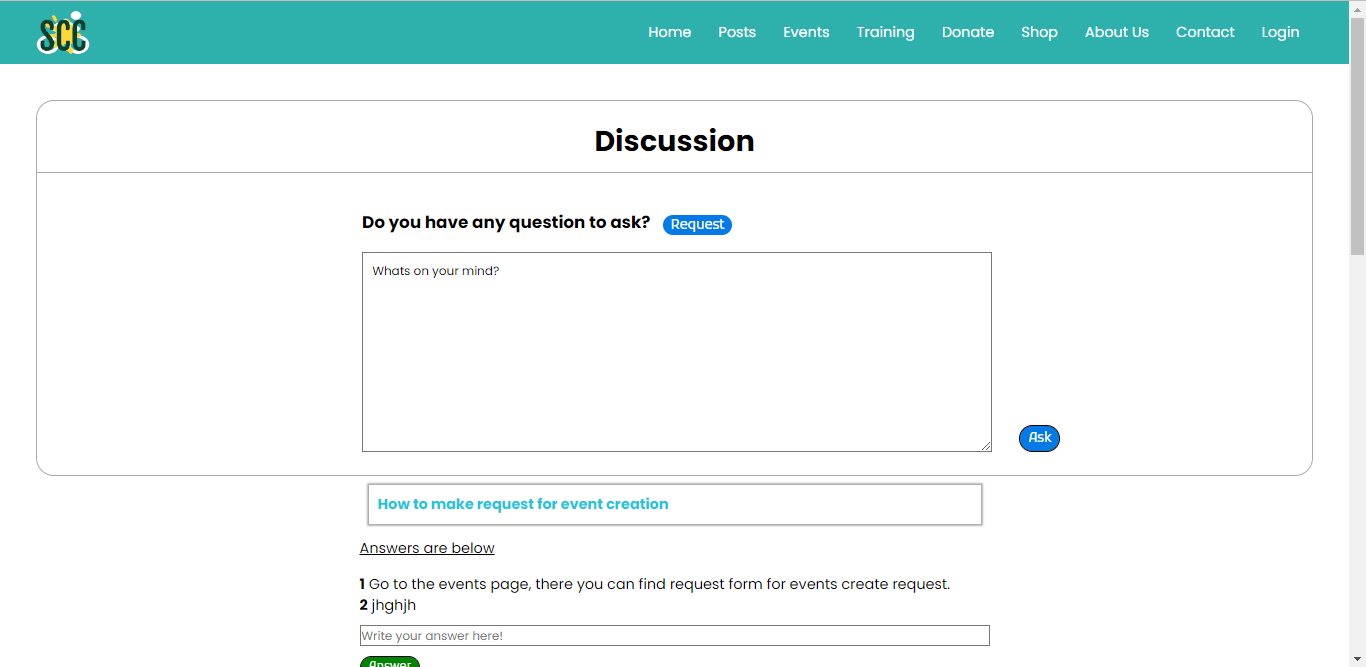 SCC
Home Posts Events Training Donate Shop About Us Contact Login
Discussion
Do you have any question to ask? Request
Whats on your mind?
Ask
How to make request for event creation
Answers are below
1 Go to the events page, there you can find request form for events create request.
2 jhghjh
Write your answer here!
Answer